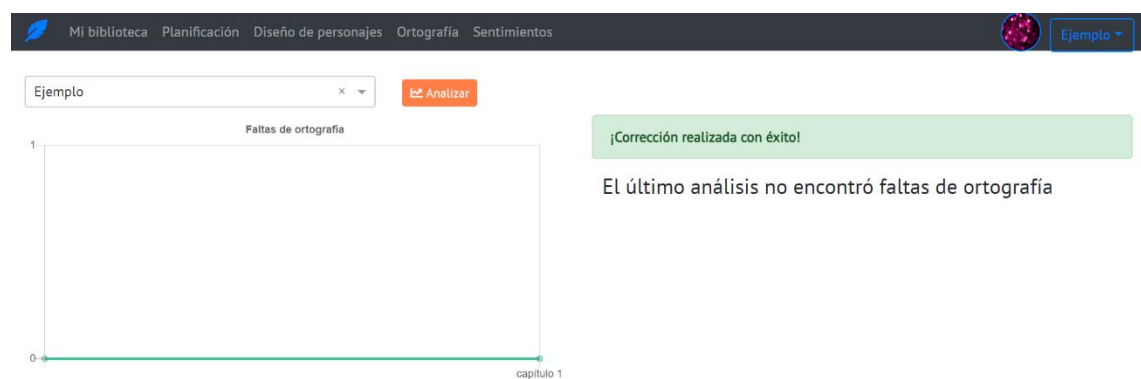 Mi biblioteca Planificación Diseño de personajes Ortografía Sentimientos Ejemplo
Ejemplo × Analizar
Faltas de ortografía
1
0
capítulo 1
¡Corrección realizada con éxito!
El último análisis no encontró faltas de ortografía